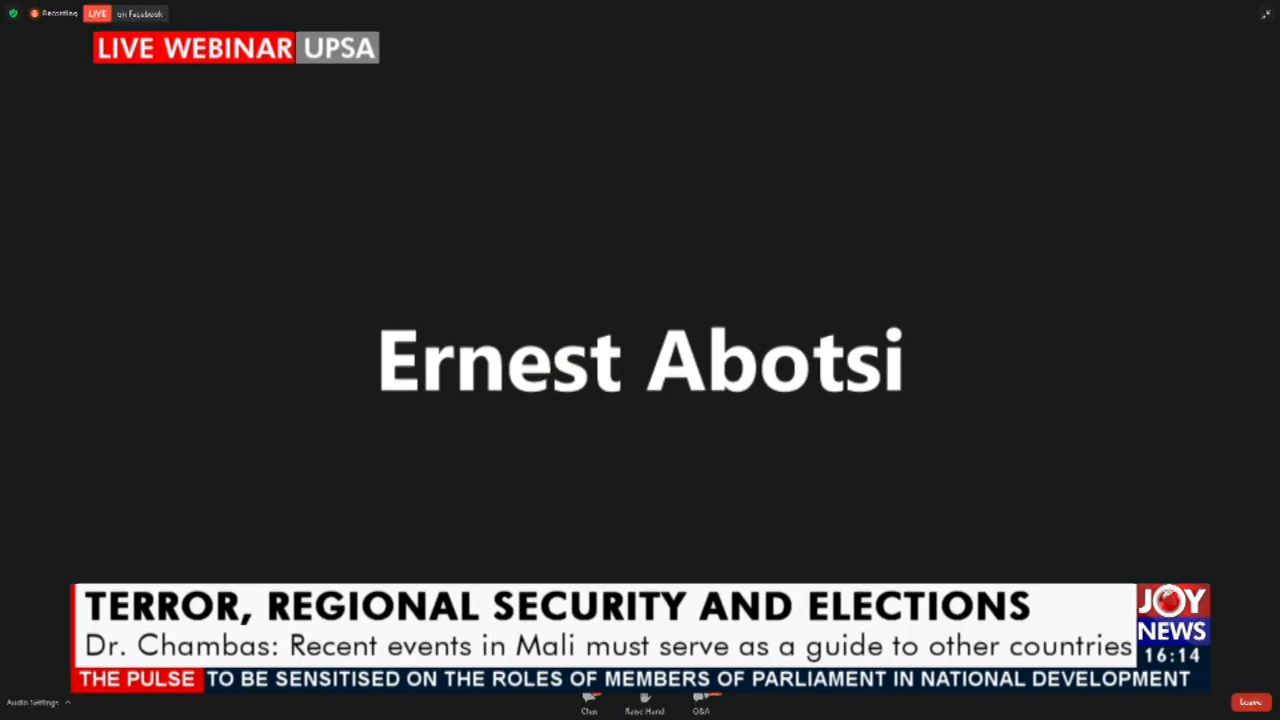 Recording LIVE on Facebook
LIVE WEBINAR UPSA
Ernest Abotsi
TERROR, REGIONAL SECURITY AND ELECTIONS
Dr. Chambas: Recent events in Mali must serve as a guide to other countries
JOY
NEWS
16:14
THE PULSE TO BE SENSITISED ON THE ROLES OF MEMBERS OF PARLIAMENT IN NATIONAL DEVELOPMENT
Audio Settings Chat Raise Hand Q&A Leave